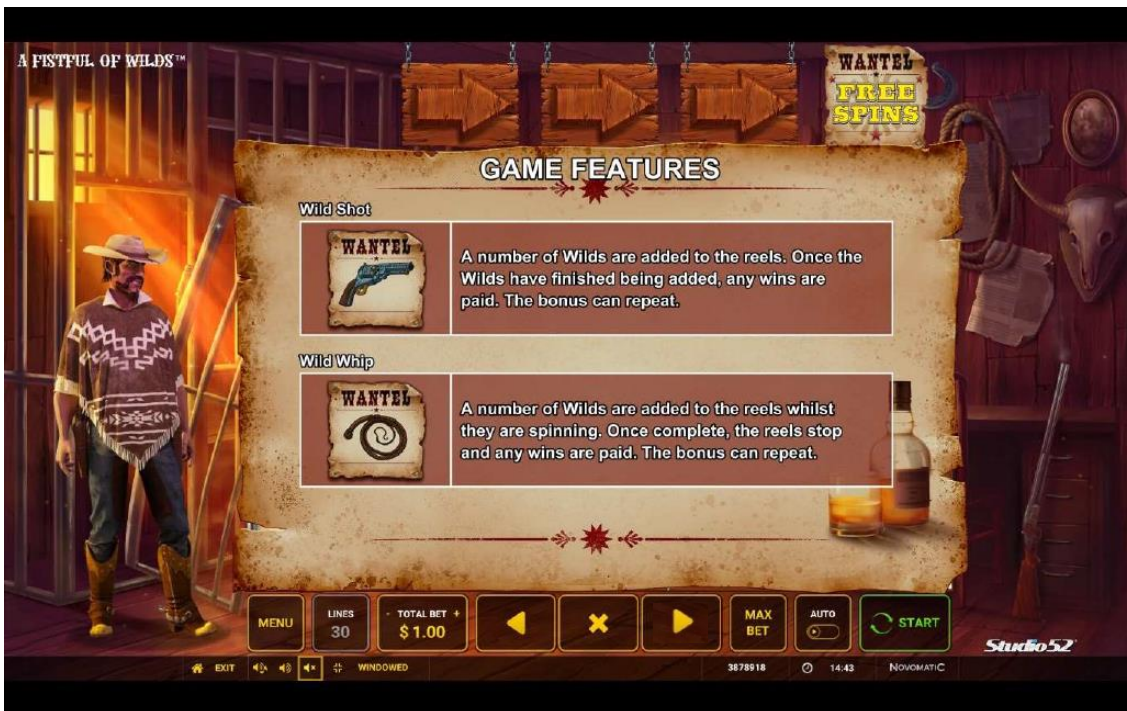 A FISTFUL OF WILDS™
WANTED
FREE
SPINS
GAME FEATURES
Wild Shot
WANTED
A number of Wilds are added to the reels. Once the
Wilds have finished being added, any wins are
paid. The bonus can repeat.
Wild Whip
WANTED
A number of Wilds are added to the reels whilst
they are spinning. Once complete, the reels stop
and any wins are paid. The bonus can repeat.
MENU
LINES
30
- TOTAL BET +
$ 1.00
MAX
BET
AUTO
START
Studio52
EXIT
WINDOWED
3878918
14:43
NOVOMATIC